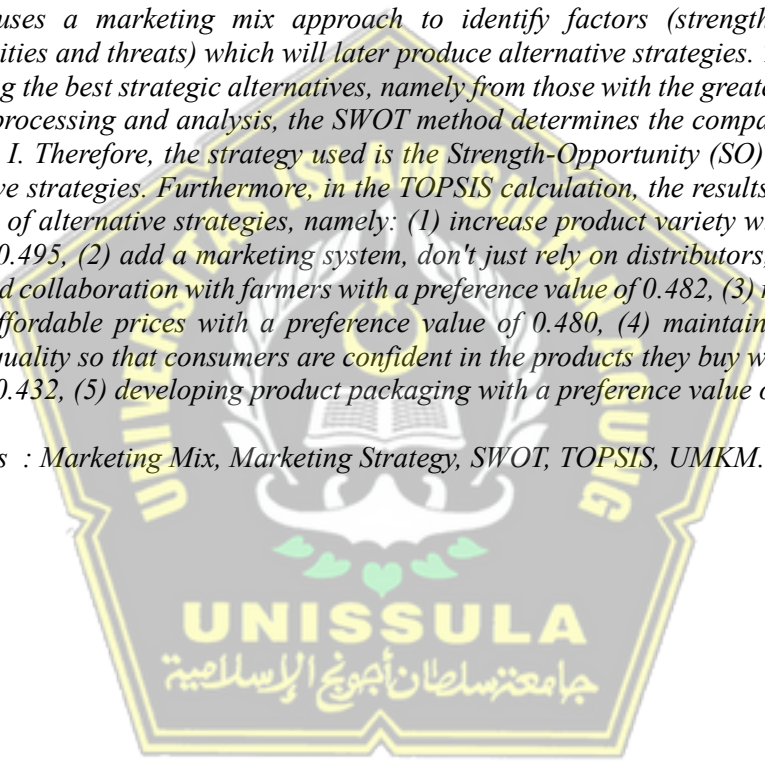 uses a marketing mix approach to identify factors (strength
ities and threats) which will later produce alternative strategies.
g the best strategic alternatives, namely from those with the greate
processing and analysis, the SWOT method determines the compa
I. Therefore, the strategy used is the Strength-Opportunity (SO)
ve strategies. Furthermore, in the TOPSIS calculation, the results
of alternative strategies, namely: (1) increase product variety w
0.495, (2) add a marketing system, don't just rely on distributors,
d collaboration with farmers with a preference value of 0.482, (3)
ffordable prices with a preference value of 0.480, (4) maintain
uality so that consumers are confident in the products they buy w
0.432, (5) developing product packaging with a preference value
s : Marketing Mix, Marketing Strategy, SWOT, TOPSIS, UMKM.
UNIVERSITAS ISLAM SULTAN AGUNG
UNISSULA
جامعتنسلطان أجونج الإسلامية